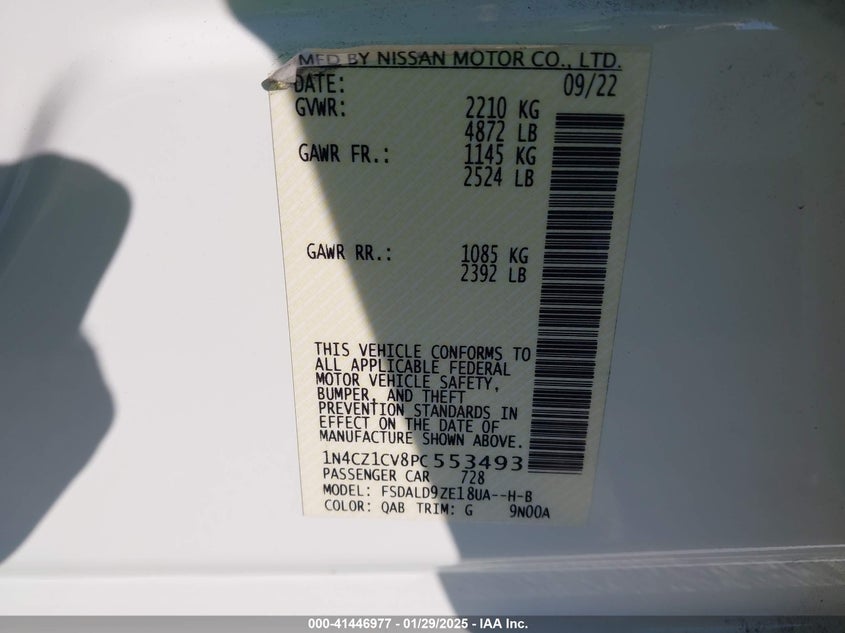 MFD BY NISSAN MOTOR CO., LTD.
DATE: 09/22
GVWR: 2210 KG
4872 LB
GAWR FR.: 1145 KG
2524 LB
GAWR RR.: 1085 KG
2392 LB
THIS VEHICLE CONFORMS TO
ALL APPLICABLE FEDERAL
MOTOR VEHICLE SAFETY,
BUMPER, AND THEFT
PREVENTION STANDARDS IN
EFFECT ON THE DATE OF
MANUFACTURE SHOWN ABOVE.
1N4CZ1CV8PC553493
PASSENGER CAR 728
MODEL: FSDALD9ZE18UA--H-B
COLOR: QAB TRIM: G 9N00A
000-41446977 - 01/29/2025 - IAA Inc.